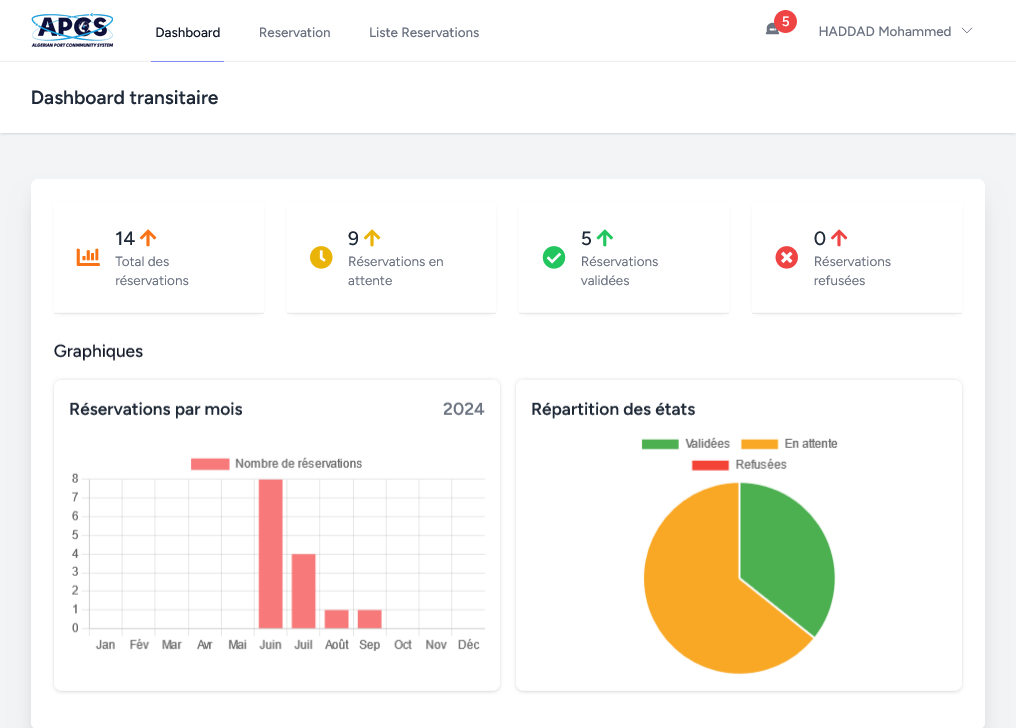 APCS
ALGERIAN PORT COMMMUNITY SYSTEM
Dashboard
Reservation
Liste Reservations
5
HADDAD Mohammed
Dashboard transitaire
14
Total des
réservations
9
Réservations en
attente
5
Réservations
validées
0
Réservations
refusées
Graphiques
Réservations par mois
2024
Nombre de réservations
8
7
6
5
4
3
2
1
0
Jan Fév Mar Avr Mai Juin Juil Août Sep Oct Nov Déc
Répartition des états
Validées En attente
Refusées